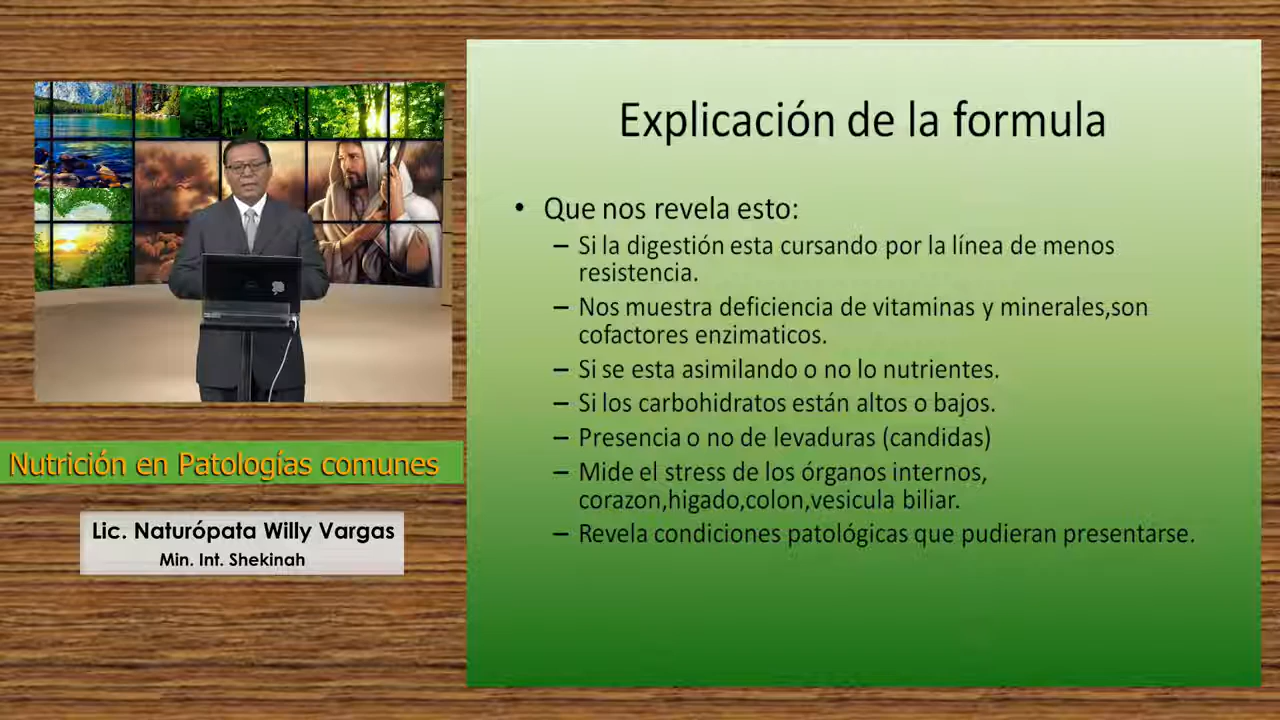 Explicación de la formula
• Que nos revela esto:
– Si la digestión esta cursando por la línea de menos
resistencia.
– Nos muestra deficiencia de vitaminas y minerales,son
cofactores enzimaticos.
– Si se esta asimilando o no lo nutrientes.
– Si los carbohidratos están altos o bajos.
– Presencia o no de levaduras (candidas)
– Mide el stress de los órganos internos,
corazon,higado,colon,vesicula biliar.
– Revela condiciones patológicas que pudieran presentarse.
Nutrición en Patologías comunes
Lic. Naturópata Willy Vargas
Min. Int. Shekinah